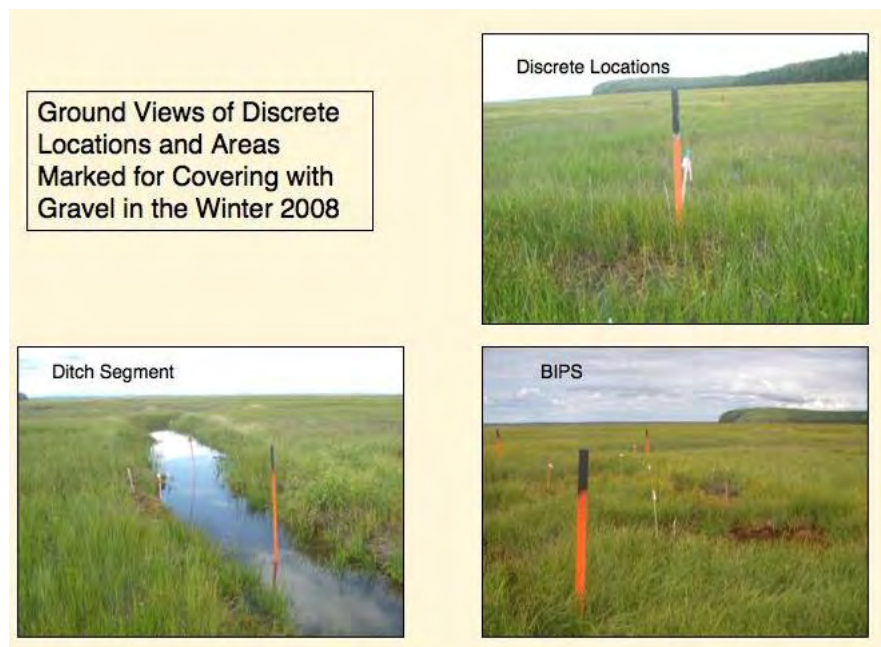 Ground Views of Discrete
Locations and Areas
Marked for Covering with
Gravel in the Winter 2008
Discrete Locations
Ditch Segment
BIPS